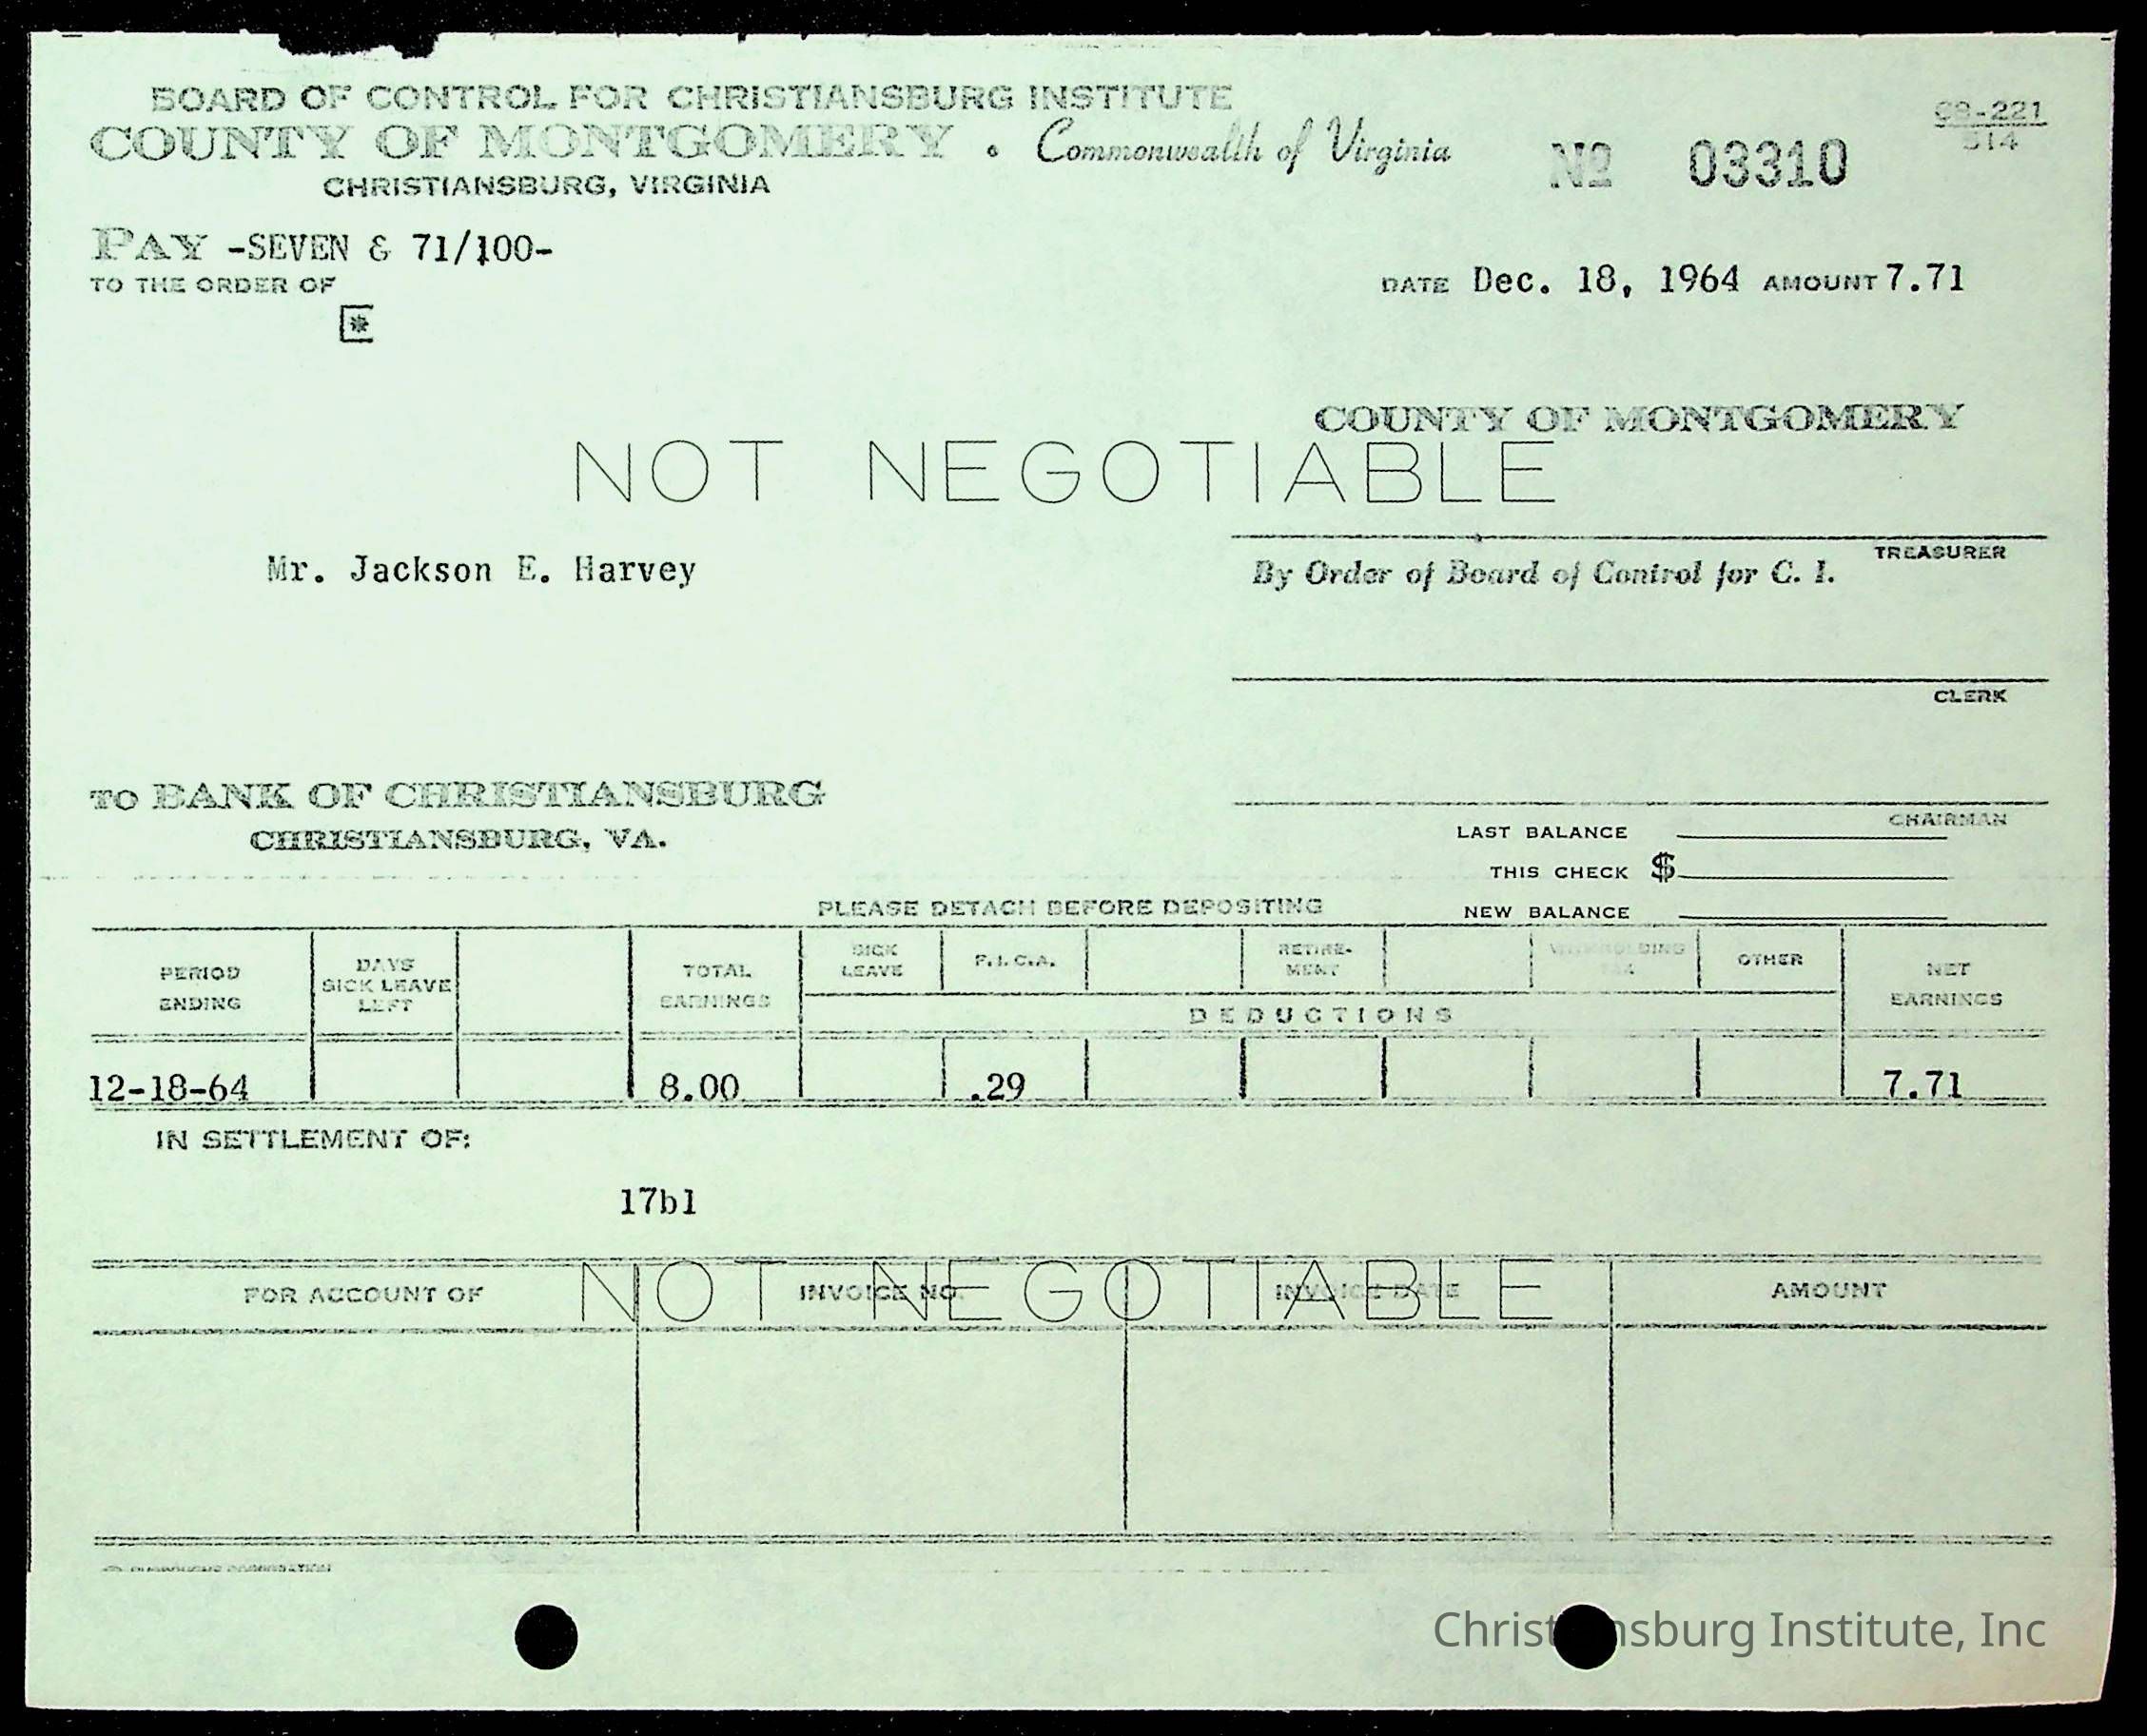 BOARD OF CONTROL FOR CHRISTIANSBURG INSTITUTE
COUNTY OF MONTGOMERY • Commonwealth of Virginia
CHRISTIANSBURG, VIRGINIA
Nº 03310
68-221
514
PAY -SEVEN & 71/100-
TO THE ORDER OF
DATE Dec. 18, 1964 AMOUNT 7.71
*
COUNTY OF MONTGOMERY
NOT NEGOTIABLE
TREASURER
Mr. Jackson E. Harvey
By Order of Board of Control for C. I.
CLERK
TO BANK OF CHRISTIANSBURG
CHRISTIANSBURG, VA.
CHAIRMAN
LAST BALANCE
THIS CHECK $
NEW BALANCE
PLEASE DETACH BEFORE DEPOSITING
PERIOD ENDING
DAYS SICK LEAVE LEFT
TOTAL EARNINGS
SICK LEAVE
F.I.C.A.
RETIRE-MENT
WITHHOLDING TAX
OTHER
DEDUCTIONS
NET EARNINGS
12-18-64 8.00 .29 7.71
IN SETTLEMENT OF:
17b1
NOT NEGOTIABLE
FOR ACCOUNT OF INVOICE NO. INVOICE DATE AMOUNT
Institute, Inc